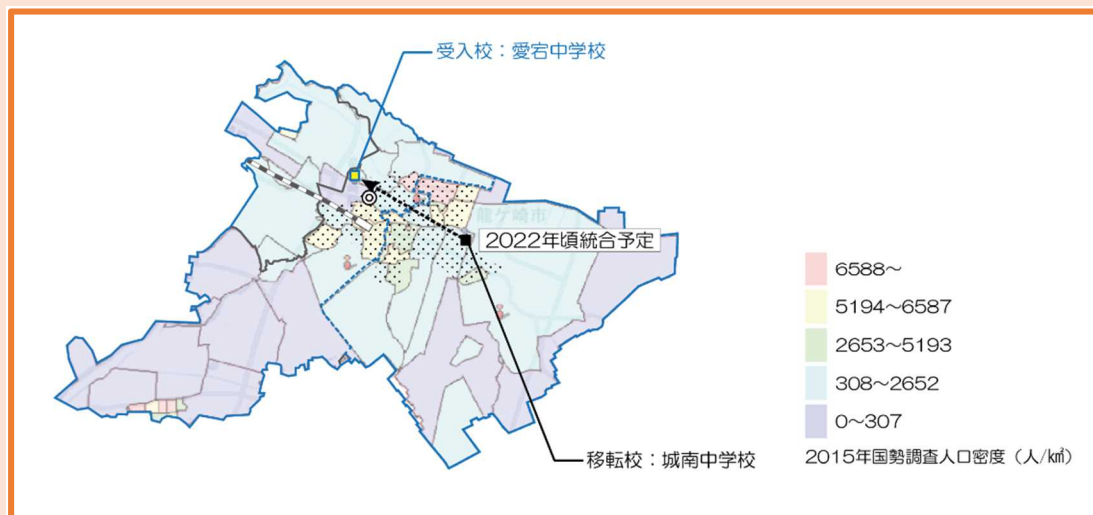 受入校：愛宕中学校
龍ケ崎市
2022年頃統合予定
移転校：城南中学校
6588～
5194～6587
2653～5193
308～2652
0～307
2015年国勢調査人口密度（人/㎢）